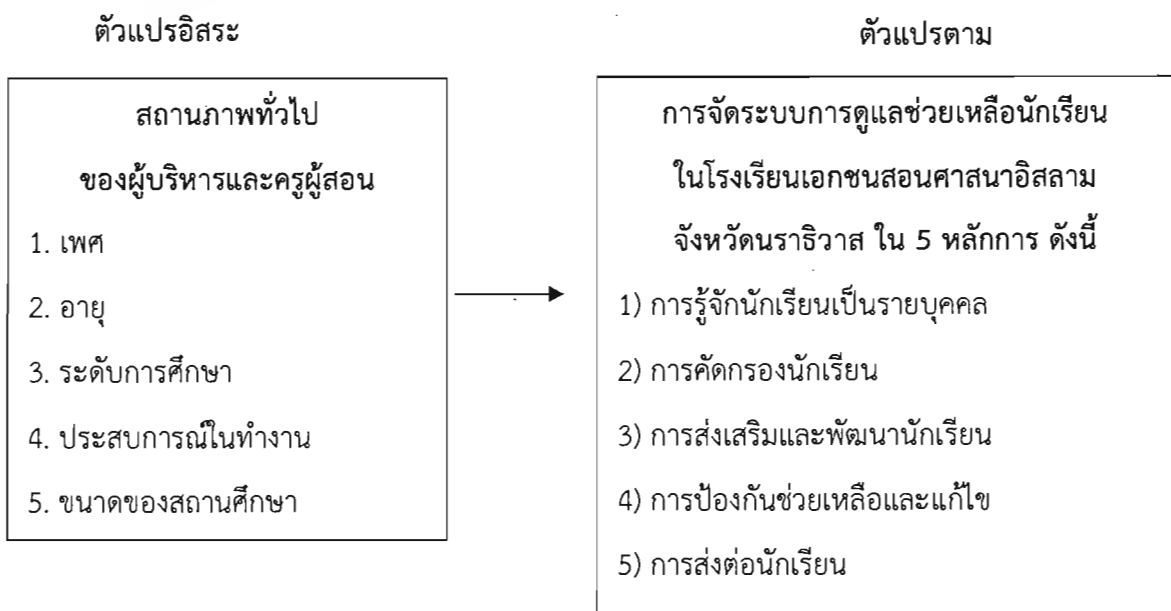 ตัวแปรอิสระ
ตัวแปรตาม
สถานภาพทั่วไป
ของผู้บริหารและครูผู้สอน
1. เพศ
2. อายุ
3. ระดับการศึกษา
4. ประสบการณ์ในทำงาน
5. ขนาดของสถานศึกษา
การจัดระบบการดูแลช่วยเหลือนักเรียน
ในโรงเรียนเอกชนสอนศาสนาอิสลาม
จังหวัดนราธิวาส ใน 5 หลักการ ดังนี้
1) การรู้จักนักเรียนเป็นรายบุคคล
2) การคัดกรองนักเรียน
3) การส่งเสริมและพัฒนานักเรียน
4) การป้องกันช่วยเหลือและแก้ไข
5) การส่งต่อนักเรียน